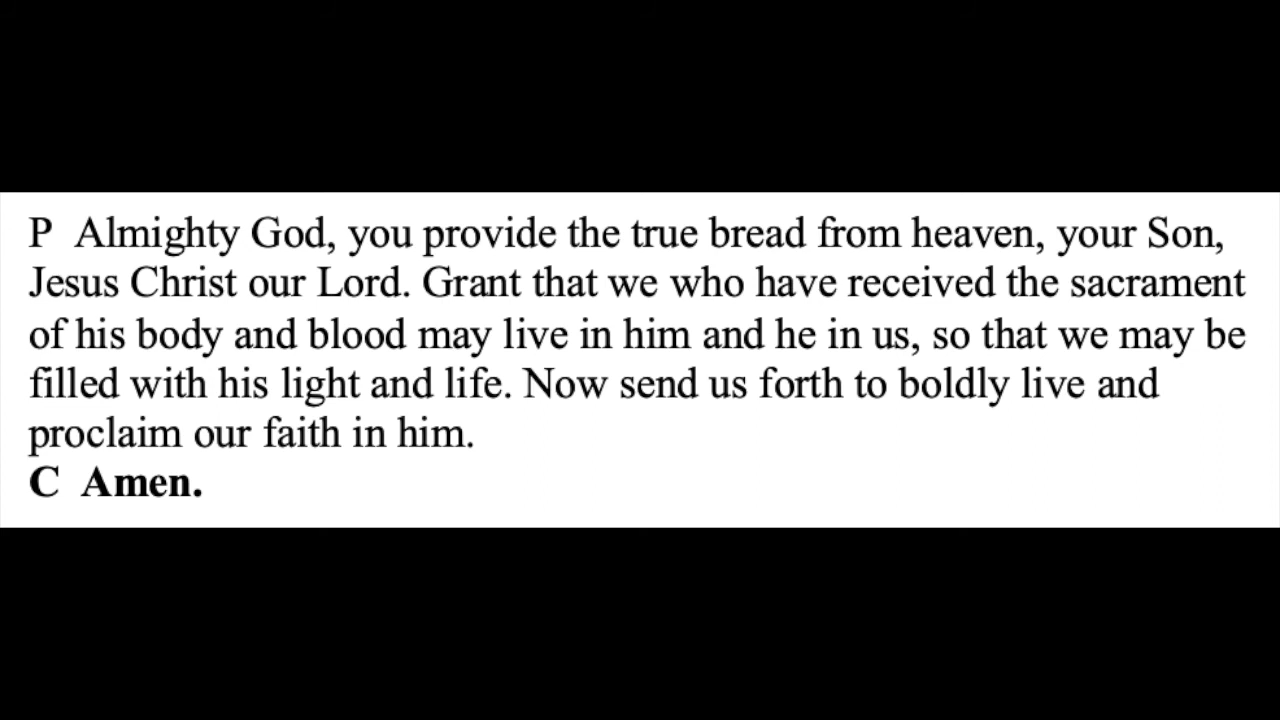 P Almighty God, you provide the true bread from heaven, your Son,
Jesus Christ our Lord. Grant that we who have received the sacrament
of his body and blood may live in him and he in us, so that we may be
filled with his light and life. Now send us forth to boldly live and
proclaim our faith in him.
C Amen.